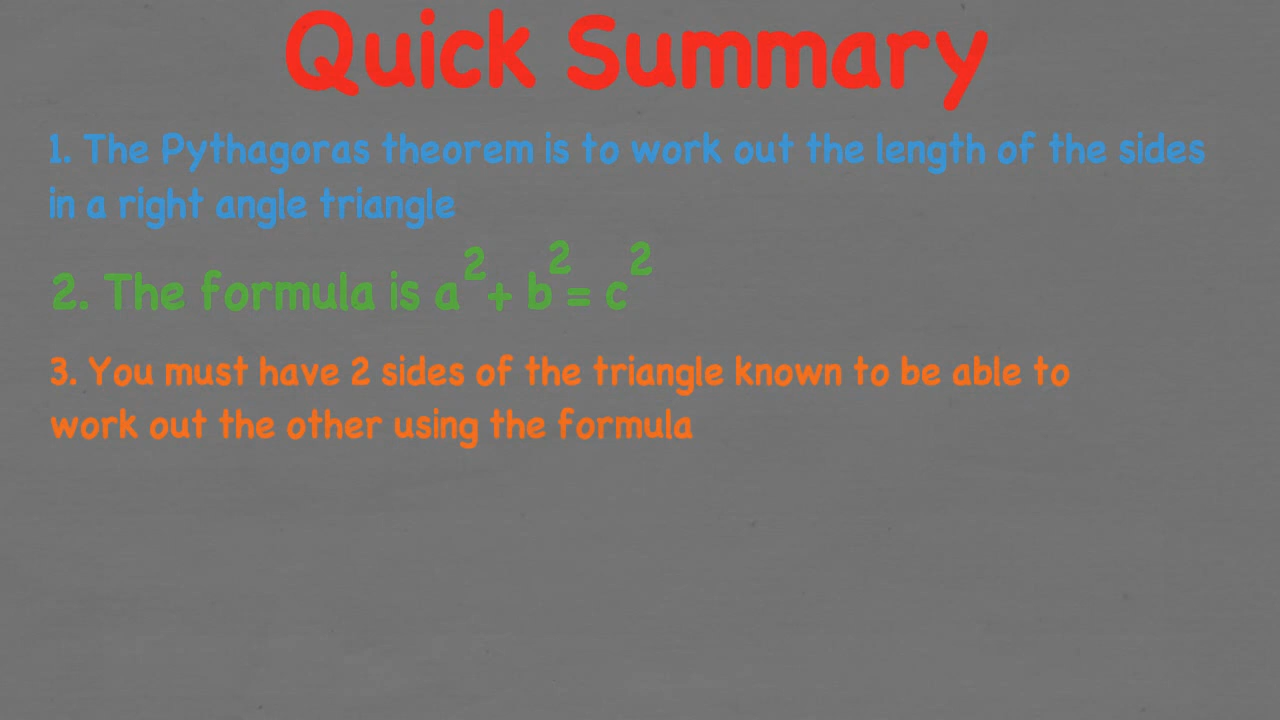 Quick Summary
1. The Pythagoras theorem is to work out the length of the sides
in a right angle triangle
2. The formula is a² + b² = c²
3. You must have 2 sides of the triangle known to be able to
work out the other using the formula